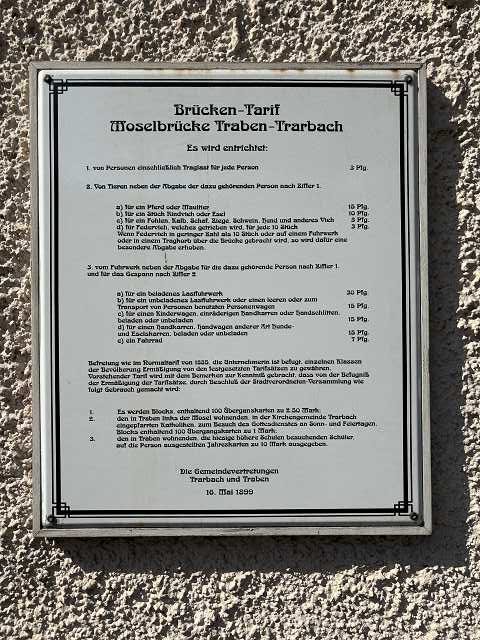 Brücken-Tarif
Moselbrücke Traben-Trarbach
Es wird entrichtet:
1. von Personen einschließlich Traglast für jede Person 3 Pfg.
2. Von Tieren neben der Abgabe der dazu gehörenden Person nach Ziffer 1.
a) für ein Pferd oder Maultier 15 Pfg.
b) für ein Stück Rindvieh oder Esel 10 Pfg.
c) für ein Fohlen, Kalb, Schaf, Ziege, Schwein, Hund und anderes Vieh 5 Pfg.
d) für Federvieh, welches getrieben wird, für jede 10 Stück 3 Pfg.
Wenn Federvieh in geringer Zahl als 10 Stück oder auf einem Fuhrwerk
oder in einem Tragkorb über die Brücke gebracht wird, so wird dafür eine
besondere Abgabe erhoben.
3. vom Fuhrwerk neben der Abgabe für die dazu gehörende Person nach Ziffer 1.
und für das Gespann nach Ziffer 2.
a) für ein beladenes Lastfuhrwerk 30 Pfg.
b) für ein unbeladenes Lastfuhrwerk oder einen leeren oder zum
Transport von Personen benutzten Personenwagen 15 Pfg.
c) für einen Kinderwagen, einrädrigen Handkarren oder Handschlitten,
beladen oder unbeladen 15 Pfg.
d) für einen Handkarren, Handwagen anderer Art Hunde-
und Eselskarren, beladen oder unbeladen 15 Pfg.
e) ein Fahrrad 7 Pfg.
Befreiung wie im Normaltarif von 1885, die Unternehmerin ist befugt, einzelnen Klassen
der Bevölkerung Ermäßigung von den festgesetzten Tarifsätzen zu gewähren.
Vorstehender Tarif wird mit dem Bemerken zur Kenntniß gebracht, dass von der Befugniß
der Ermäßigung der Tarifsätze, durch Beschluß der Stadtverordneten-Versammlung wie
folgt Gebrauch gemacht wird:
1. Es werden Blocks, enthaltend 100 Übergangskarten zu 2.50 Mark;
2. den in Traben links der Mosel wohnenden, in der Kirchengemeinde Trarbach
eingepfarrten Katholiken, zum Besuch des Gottesdienstes an Sonn- und Feiertagen,
Blocks enthaltend 100 Übergangskarten zu 1 Mark;
3. den in Traben wohnenden, die hiesige höhere Schulen besuchenden Schüler,
auf die Person ausgestellten Jahreskarten zu 10 Mark ausgegeben.
Die Gemeindevertretungen
Trarbach und Traben
16. Mai 1899